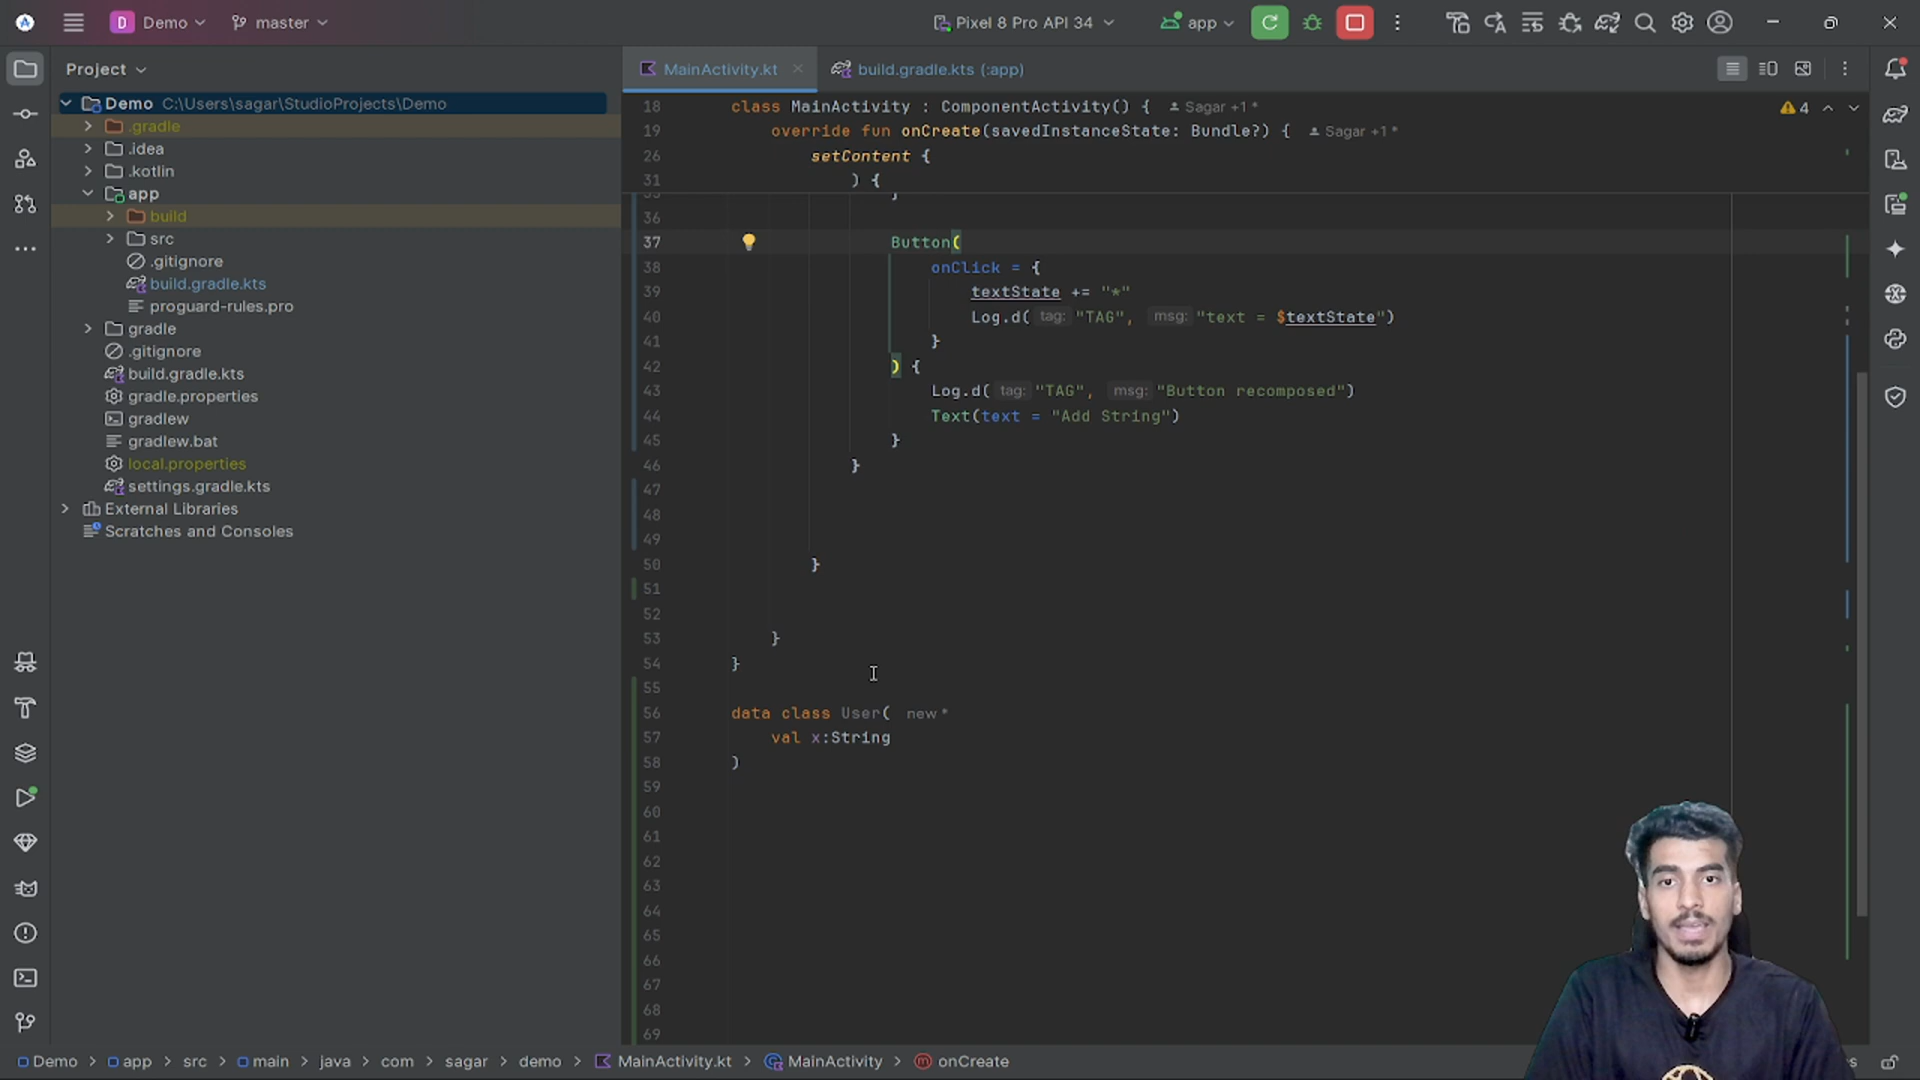 D Demo master Pixel 8 Pro API 34 app
Project
MainActivity.kt build.gradle.kts (:app)
Demo C:\Users\sagar\StudioProjects\Demo
.gradle
.idea
.kotlin
app
build
src
.gitignore
build.gradle.kts
proguard-rules.pro
gradle
.gitignore
build.gradle.kts
gradle.properties
gradlew
gradlew.bat
local.properties
settings.gradle.kts
External Libraries
Scratches and Consoles
18 class MainActivity : ComponentActivity() { Sagar +1 * 4
19 override fun onCreate(savedInstanceState: Bundle?) { Sagar +1 *
26 setContent {
31 ) {
35 }
36
37 Button(
38 onClick = {
39 textState += "*"
40 Log.d( tag: "TAG", msg: "text = $textState")
41 }
42 ) {
43 Log.d( tag: "TAG", msg: "Button recomposed")
44 Text(text = "Add String")
45 }
46 }
47
48
49
50 }
51
52
53 }
54 }
55
56 data class User( new *
57 val x:String
58 )
59
60
61
62
63
64
65
66
67
68
69
Demo > app > src > main > java > com > sagar > demo > MainActivity.kt > MainActivity > onCreate